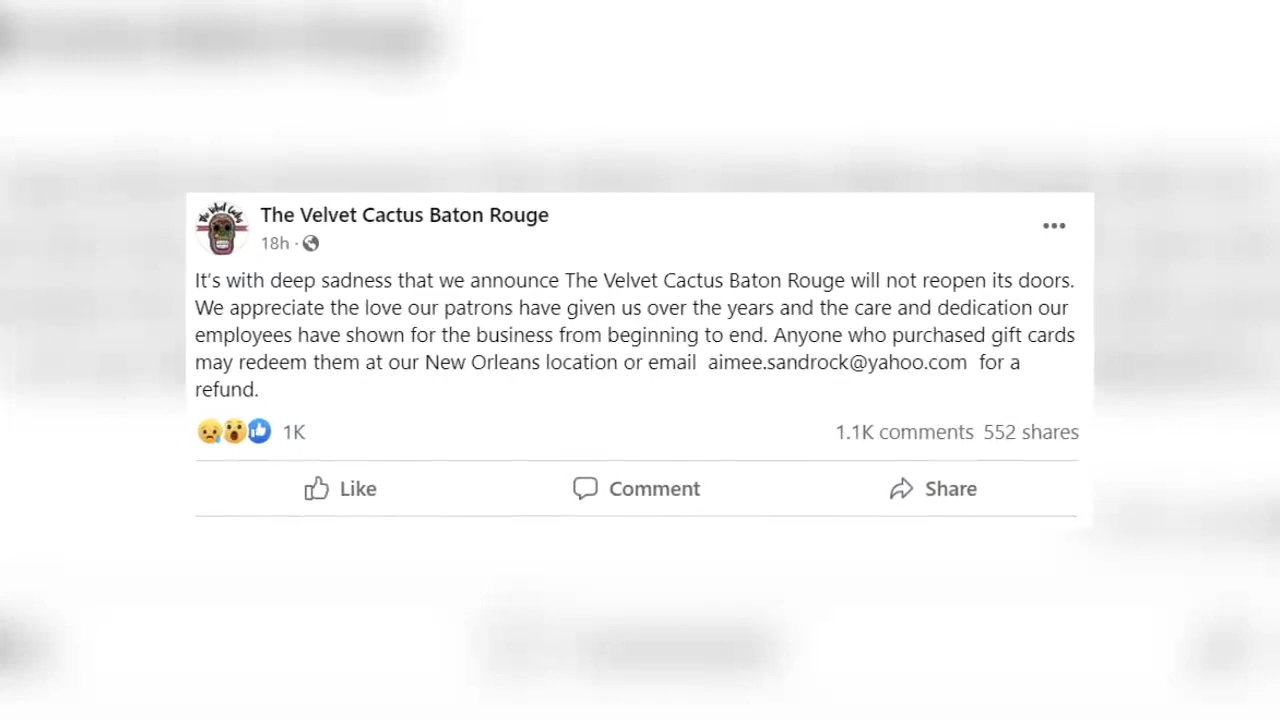 The Velvet Cactus Baton Rouge
18h ·
It's with deep sadness that we announce The Velvet Cactus Baton Rouge will not reopen its doors.
We appreciate the love our patrons have given us over the years and the care and dedication our
employees have shown for the business from beginning to end. Anyone who purchased gift cards
may redeem them at our New Orleans location or email aimee.sandrock@yahoo.com for a
refund.
1K 1.1K comments 552 shares
Like Comment Share